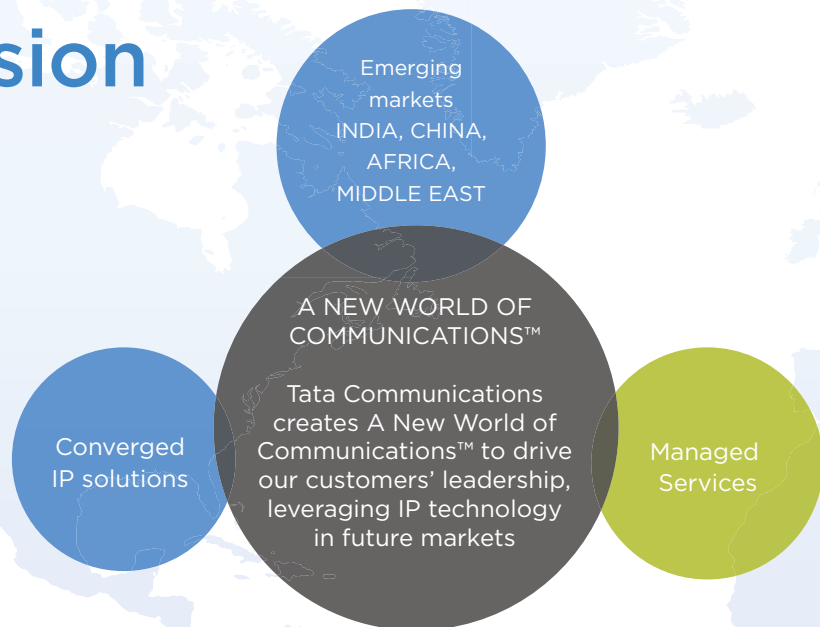 sion
Emerging
markets
INDIA, CHINA,
AFRICA,
MIDDLE EAST
A NEW WORLD OF
COMMUNICATIONS™
Tata Communications
creates A New World of
Communications™ to drive
our customers’ leadership,
leveraging IP technology
in future markets
Converged
IP solutions
Managed
Services